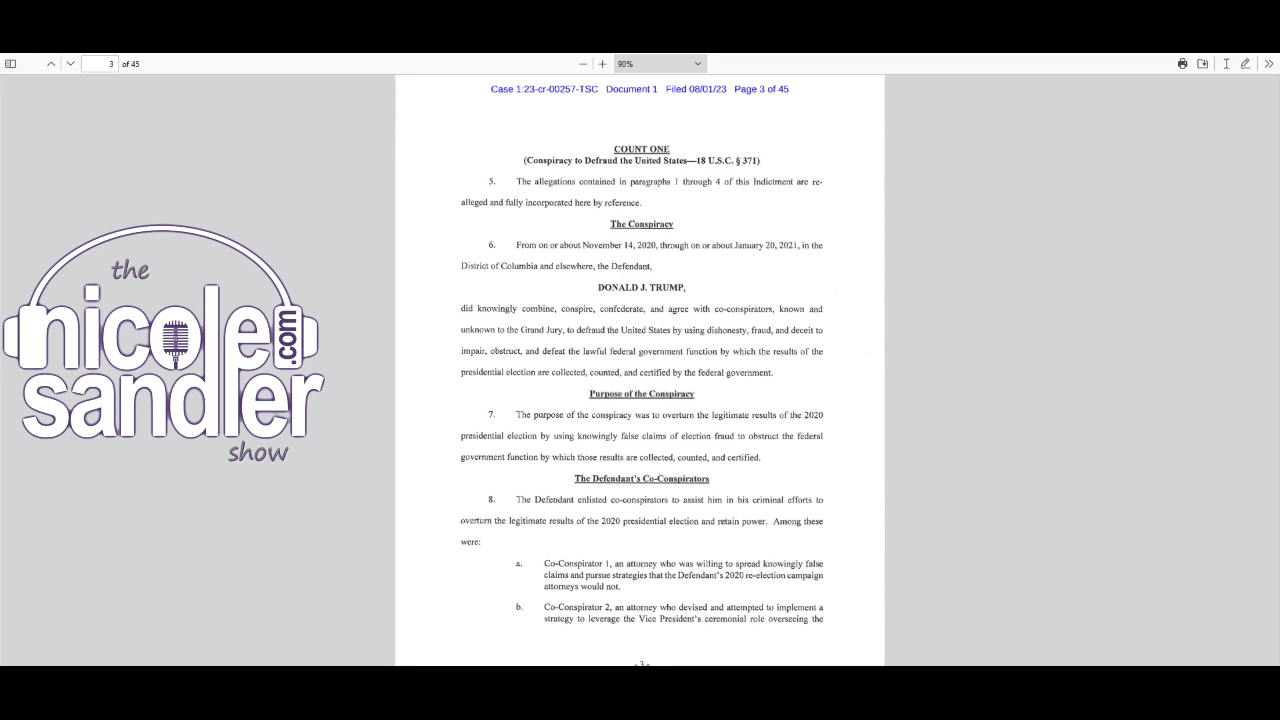 3 of 45
90%
Case 1:23-cr-00257-TSC Document 1 Filed 08/01/23 Page 3 of 45
COUNT ONE
(Conspiracy to Defraud the United States—18 U.S.C. § 371)
5. The allegations contained in paragraphs 1 through 4 of this Indictment are re-
alleged and fully incorporated here by reference.
The Conspiracy
6. From on or about November 14, 2020, through on or about January 20, 2021, in the
District of Columbia and elsewhere, the Defendant,
DONALD J. TRUMP,
did knowingly combine, conspire, confederate, and agree with co-conspirators, known and
unknown to the Grand Jury, to defraud the United States by using dishonesty, fraud, and deceit to
impair, obstruct, and defeat the lawful federal government function by which the results of the
presidential election are collected, counted, and certified by the federal government.
Purpose of the Conspiracy
7. The purpose of the conspiracy was to overturn the legitimate results of the 2020
presidential election by using knowingly false claims of election fraud to obstruct the federal
government function by which those results are collected, counted, and certified.
The Defendant's Co-Conspirators
8. The Defendant enlisted co-conspirators to assist him in his criminal efforts to
overturn the legitimate results of the 2020 presidential election and retain power. Among these
were:
a. Co-Conspirator 1, an attorney who was willing to spread knowingly false
claims and pursue strategies that the Defendant's 2020 re-election campaign
attorneys would not.
b. Co-Conspirator 2, an attorney who devised and attempted to implement a
strategy to leverage the Vice President's ceremonial role overseeing the
- 3 -
the
nicole
.com
sandler
show